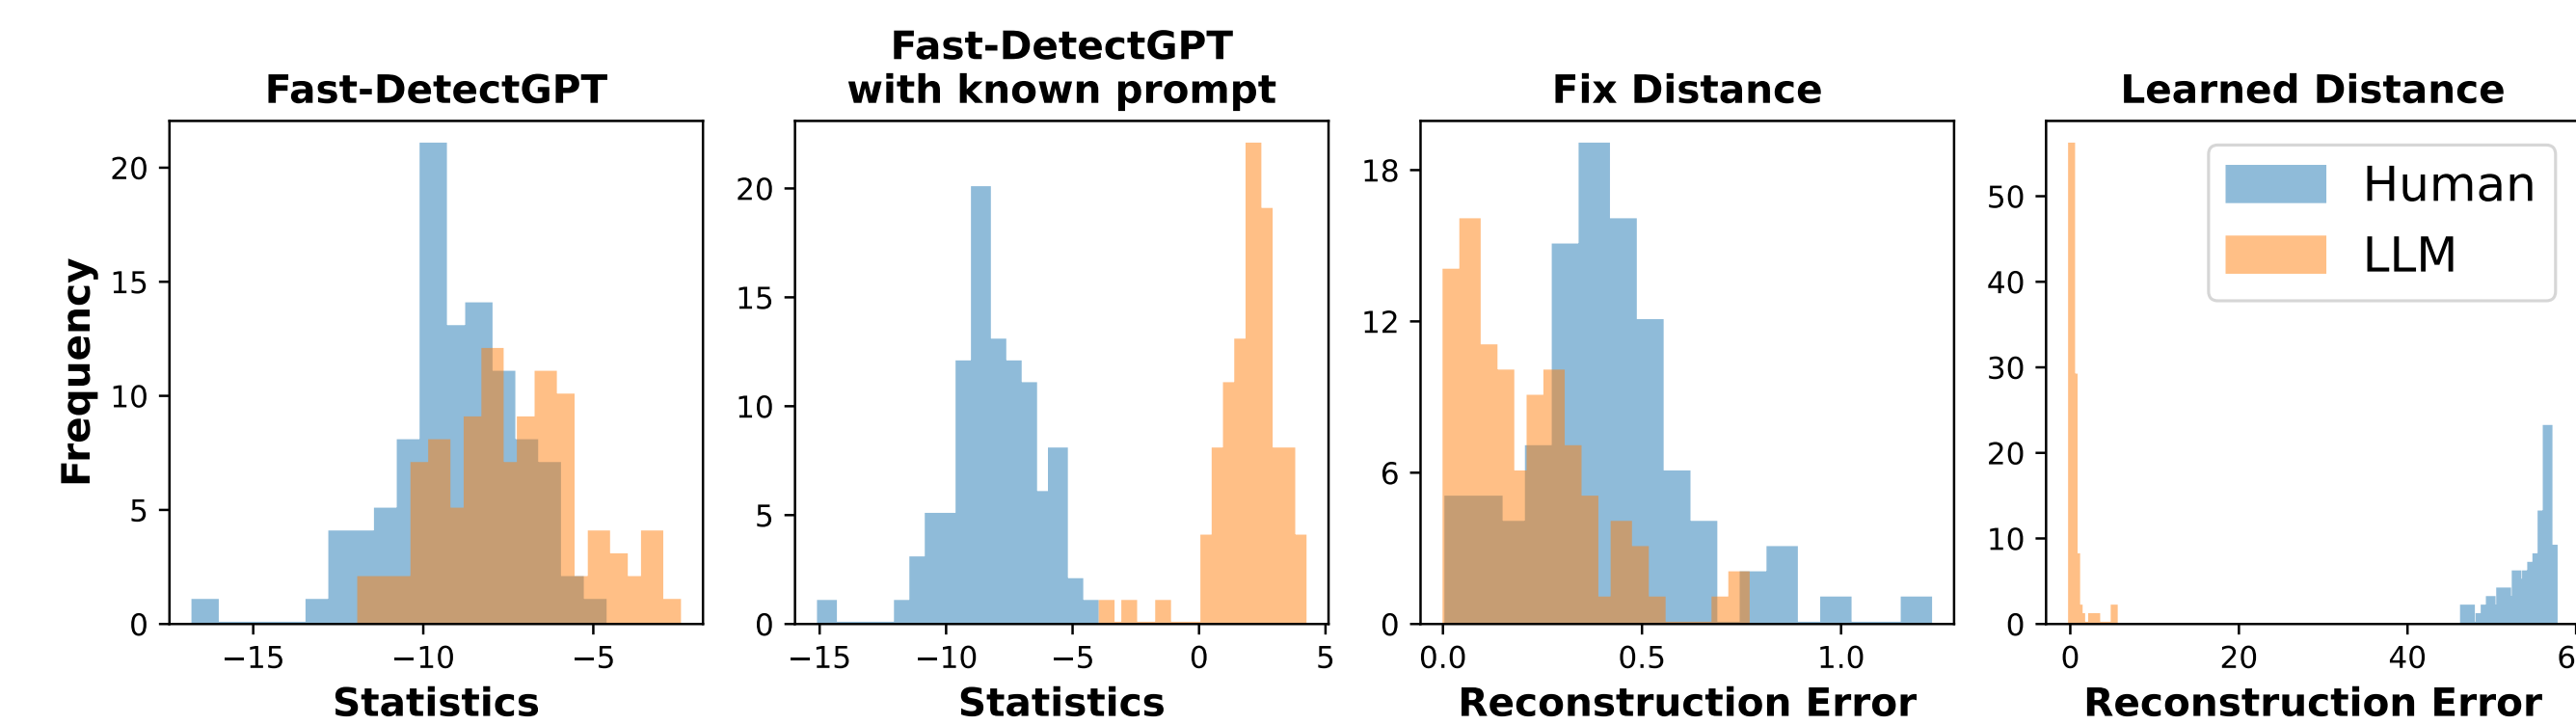 Fast-DetectGPT
Fast-DetectGPT
with known prompt
Fix Distance
Learned Distance
Frequency
20
15
10
5
0
−15 −10 −5
Statistics
20
15
10
5
0
−15 −10 −5 0 5
Statistics
18
12
6
0
0.0 0.5 1.0
Reconstruction Error
50
40
30
20
10
0
0 20 40
Reconstruction Error
Human
LLM